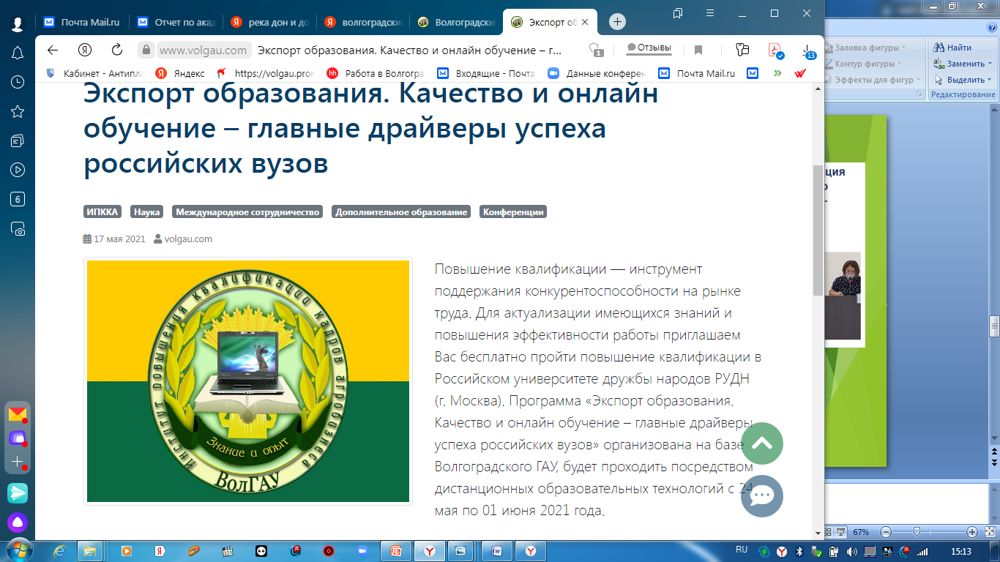 Почта Mail.ru
Отчет по ака
река дон и до
волгоградски
Волгоградски
Экспорт об
www.volgau.com Экспорт образования. Качество и онлайн обучение – г...
1
Отзывы
13
Кабинет - Антипла
Яндекс
https://volgau.pron
Работа в Волгогра
Входящие - Почта
Данные конферен
Почта Mail.ru
Экспорт образования. Качество и онлайн
обучение – главные драйверы успеха
российских вузов
ИПККА Наука Международное сотрудничество Дополнительное образование Конференции
17 мая 2021 volgau.com
Институт повышения квалификации кадров агробизнеса
Знание и опыт
ВолГАУ
Повышение квалификации — инструмент
поддержания конкурентоспособности на рынке
труда. Для актуализации имеющихся знаний и
повышения эффективности работы приглашаем
Вас бесплатно пройти повышение квалификации в
Российском университете дружбы народов РУДН
(г. Москва). Программа «Экспорт образования.
Качество и онлайн обучение – главные драйверы
успеха российских вузов» организована на базе
Волгоградского ГАУ, будет проходить посредством
дистанционных образовательных технологий с 24
мая по 01 июня 2021 года.
6
Заливка фигуры
Контур фигуры
Эффекты для фигур
Найти
Заменить
Выделить
Редактирование
ция
67%
RU
15:13